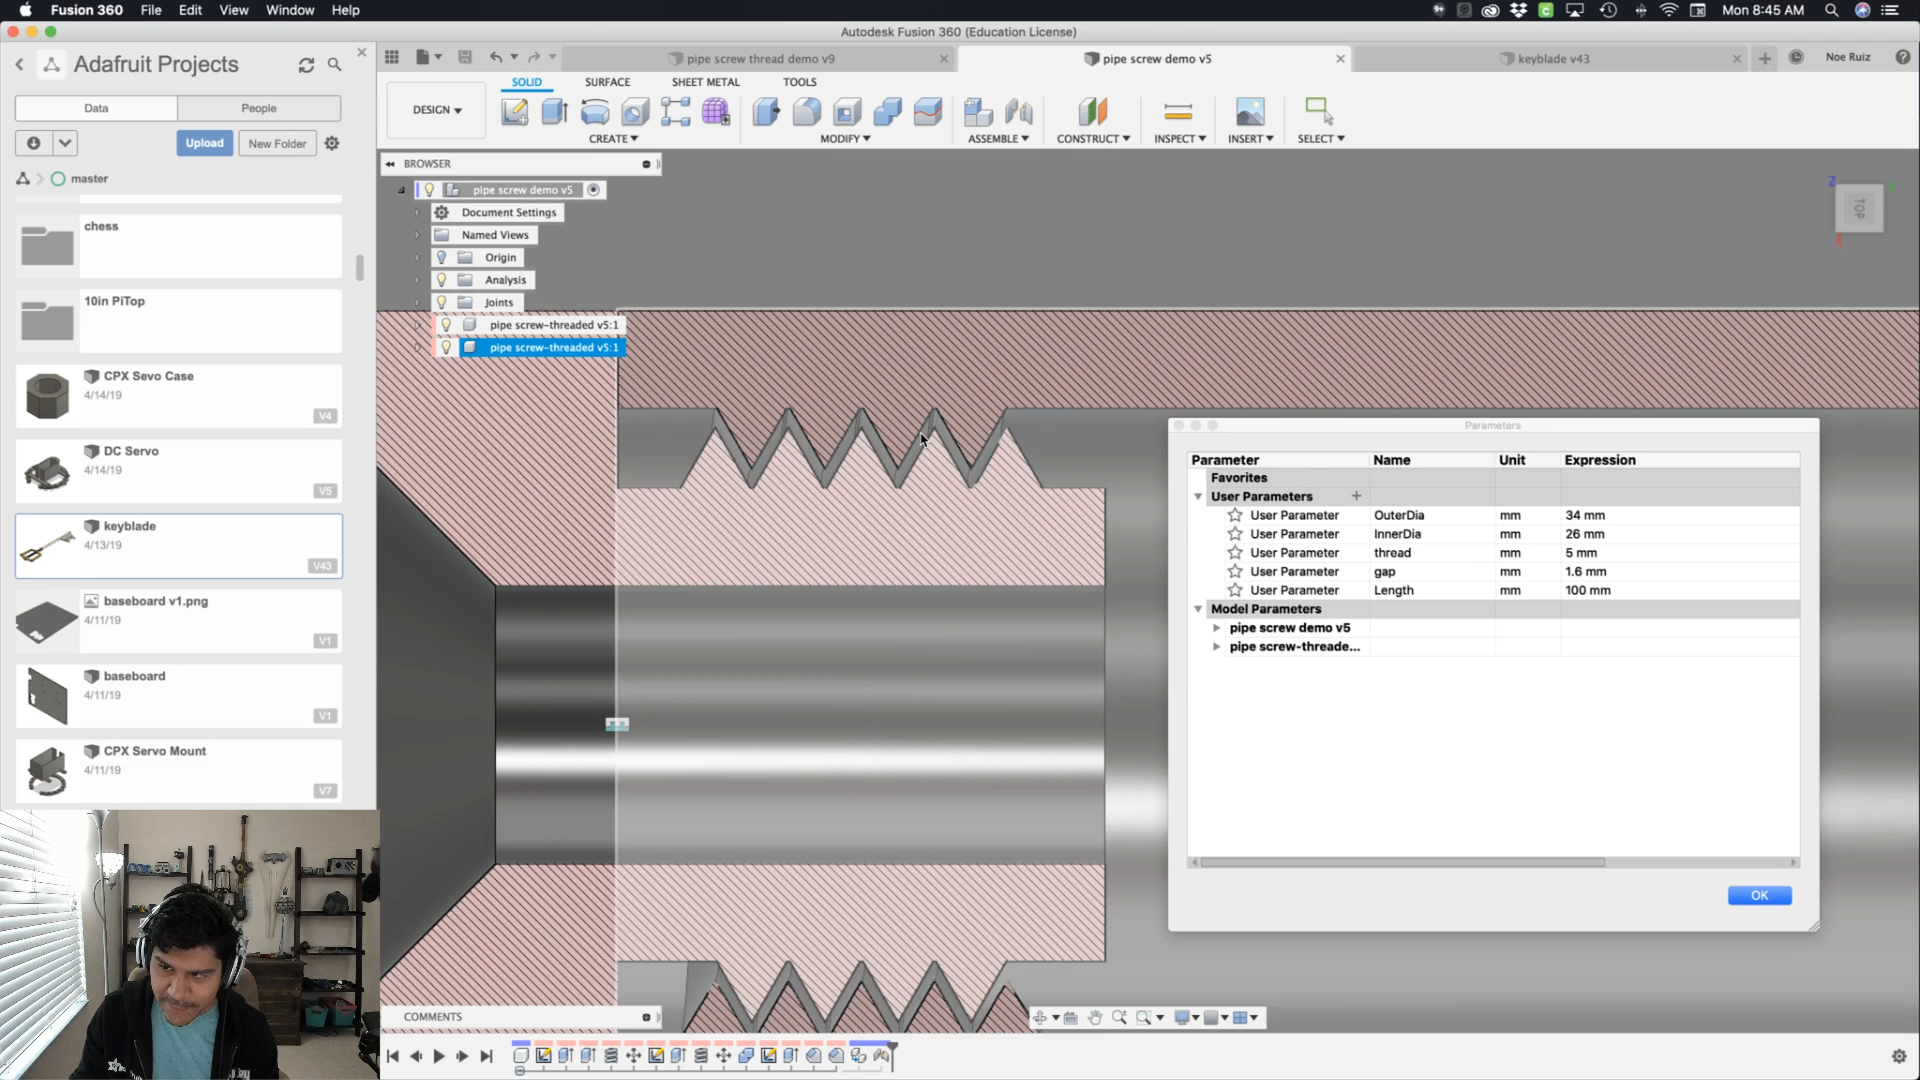 Fusion 360 File Edit View Window Help Mon 8:45 AM
Autodesk Fusion 360 (Education License)
Adafruit Projects
pipe screw thread demo v9 pipe screw demo v5 keyblade v43 Noe Ruiz
SOLID SURFACE SHEET METAL TOOLS
DESIGN
CREATE MODIFY ASSEMBLE CONSTRUCT INSPECT INSERT SELECT
Data People
Upload New Folder
master
chess
10in PiTop
CPX Sevo Case
4/14/19
V4
DC Servo
4/14/19
V5
keyblade
4/13/19
V43
baseboard v1.png
4/11/19
V1
baseboard
4/11/19
V1
CPX Servo Mount
4/11/19
V7
BROWSER
pipe screw demo v5
Document Settings
Named Views
Origin
Analysis
Joints
pipe screw-threaded v5:1
pipe screw-threaded v5:1
Z
TOP
X
Parameters
Parameter Name Unit Expression
Favorites
User Parameters
User Parameter OuterDia mm 34 mm
User Parameter InnerDia mm 26 mm
User Parameter thread mm 5 mm
User Parameter gap mm 1.6 mm
User Parameter Length mm 100 mm
Model Parameters
pipe screw demo v5
pipe screw-threade...
OK
COMMENTS